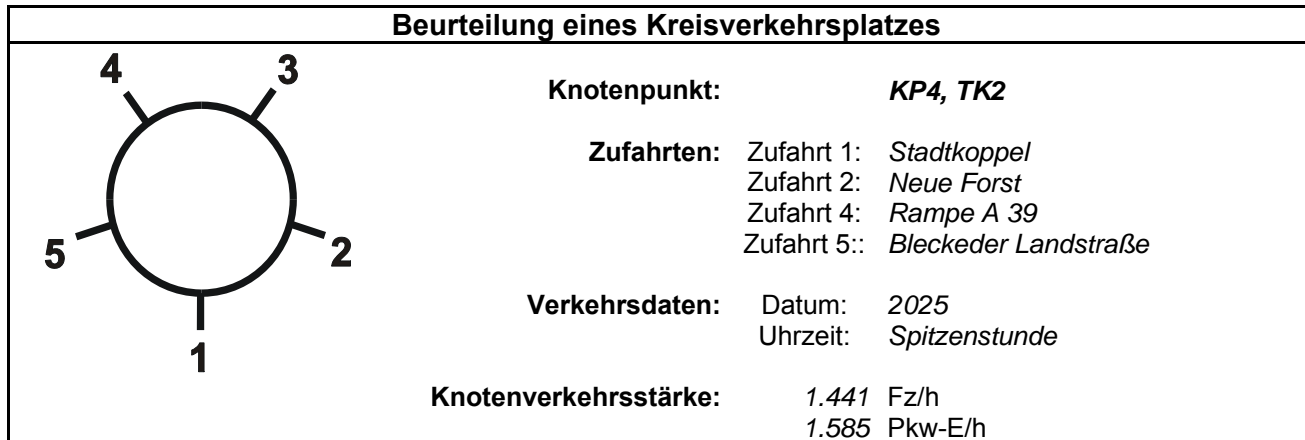 Beurteilung eines Kreisverkehrsplatzes
4
3
5
2
1
Knotenpunkt: KP4, TK2
Zufahrten: Zufahrt 1: Stadtkoppel
Zufahrt 2: Neue Forst
Zufahrt 4: Rampe A 39
Zufahrt 5:: Bleckeder Landstraße
Verkehrsdaten: Datum: 2025
Uhrzeit: Spitzenstunde
Knotenverkehrsstärke: 1.441 Fz/h
1.585 Pkw-E/h